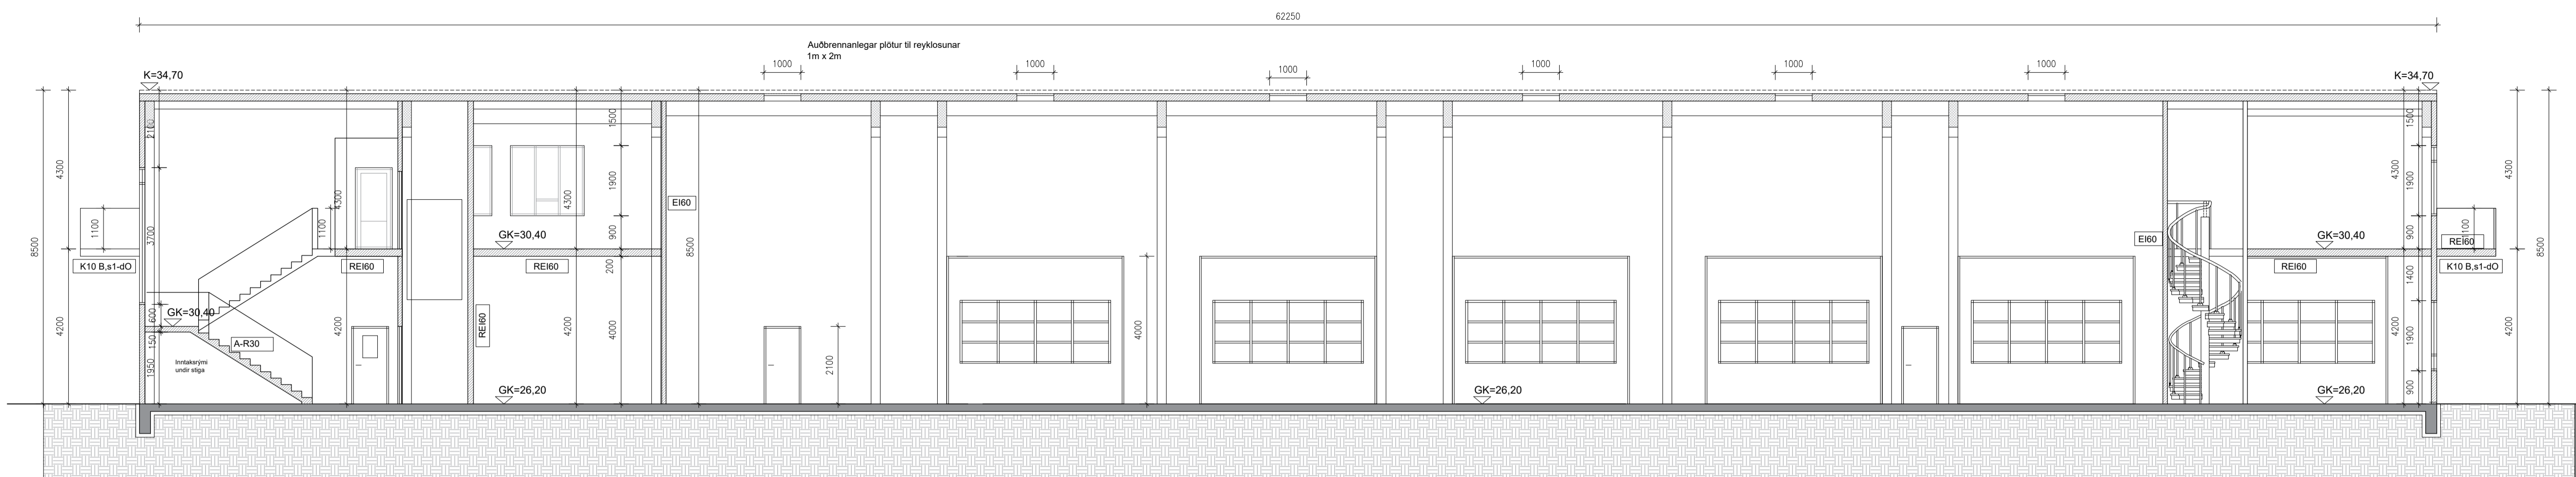 62250
Auðbrennanlegar plötur til reyklosunar
1m x 2m
1000
1000
1000
1000
1000
1000
K=34,70
K=34,70
8500
4300
4200
1100
K10 B,s1-dO
2100
3700
600
150
1950
GK=30,40
A-R30
Inntaksrými
undir stiga
4300
1100
4200
REI60
REI60
GK=30,40
REI60
4300
4200
GK=26,20
1500
1900
900
200
4000
EI60
8500
2100
4000
GK=26,20
EI60
GK=30,40
REI60
GK=26,20
4300
4200
1500
1900
900
1400
1900
900
1100
REI60
K10 B,s1-dO
4300
4200
8500